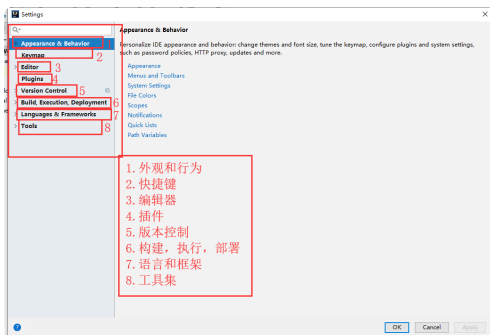 Settings
Appearance & Behavior
Keymap 2
Editor 3
Plugins 4
Version Control 5
Build, Execution, Deployment 6
Languages & Frameworks 7
Tools 8
Appearance & Behavior
Personalize IDE appearance and behavior: change themes and font size, tune the keymap, configure plugins and system settings,
such as password policies, HTTP proxy, updates and more.
Appearance
Menus and Toolbars
System Settings
File Colors
Scopes
Notifications
Quick Lists
Path Variables
1. 外观和行为
2. 快捷键
3. 编辑器
4. 插件
5. 版本控制
6. 构建，执行，部署
7. 语言和框架
8. 工具集
?
OK Cancel Apply